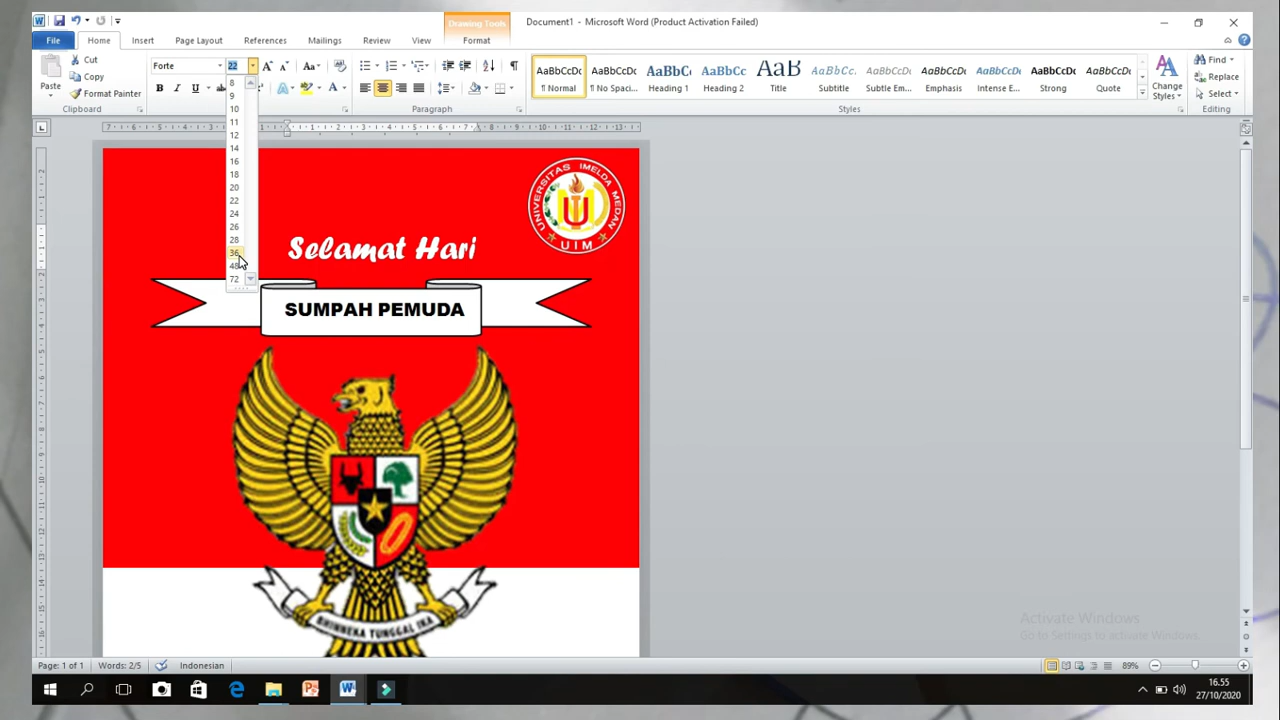 Document1 - Microsoft Word (Product Activation Failed)
Drawing Tools
File Home Insert Page Layout References Mailings Review View Format
Paste
Cut
Copy
Format Painter
Clipboard
Forte 22
Paragraph
AaBbCcDc ¶ Normal
AaBbCcDc ¶ No Spaci...
AaBbC Heading 1
AaBbCc Heading 2
AaB Title
AaBbCc. Subtitle
AaBbCcDc Subtle Em...
AaBbCcDc Emphasis
AaBbCcDc Intense E...
AaBbCcDc Strong
AaBbCcDc Quote
Change Styles
Styles
Find
Replace
Select
Editing
8
9
10
11
12
14
16
18
20
22
24
26
28
36
48
72
UNIVERSITAS IMELDA MEDAN
UIM
Selamat Hari
SUMPAH PEMUDA
BHINNEKA TUNGGAL IKA
Activate Windows
Go to Settings to activate Windows.
Page: 1 of 1 Words: 2/5 Indonesian 89%
16.55
27/10/2020